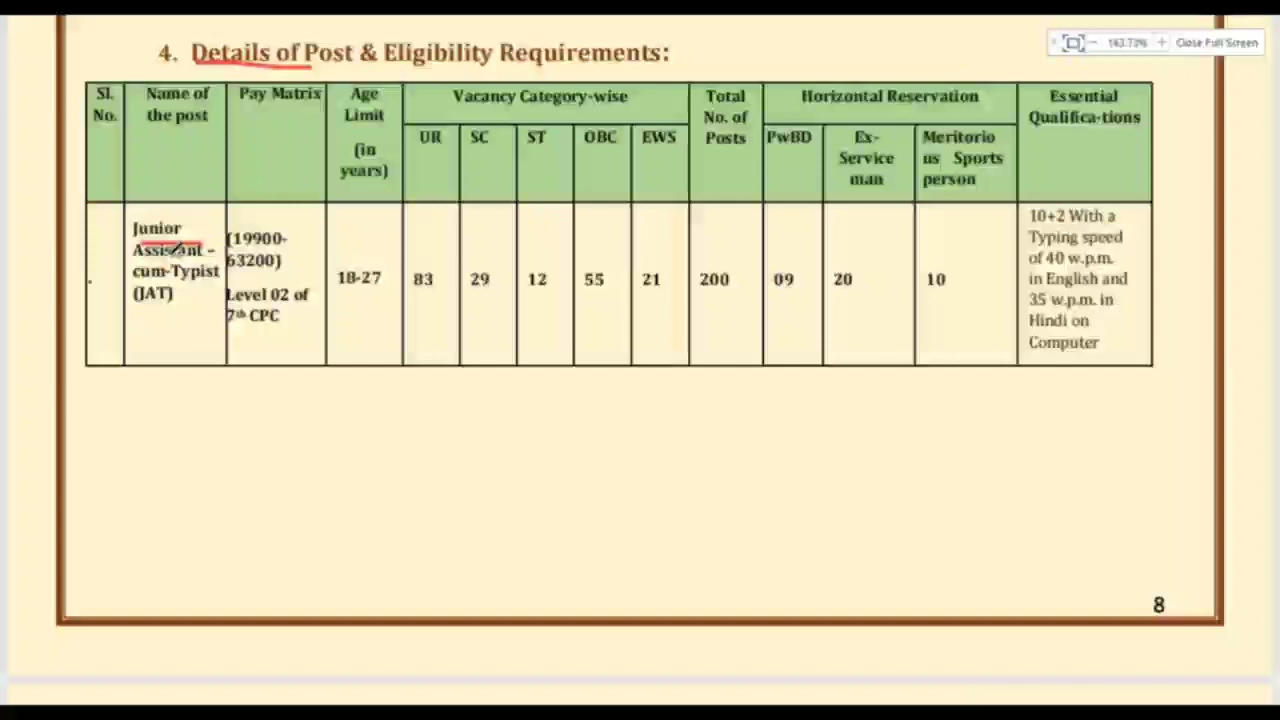 4. Details of Post & Eligibility Requirements:
163.73%
Close Full Screen
Sl. No.
Name of the post
Pay Matrix
Age Limit (in years)
Vacancy Category-wise
UR
SC
ST
OBC
EWS
Total No. of Posts
Horizontal Reservation
PwBD
Ex-Service man
Meritorio us Sports person
Essential Qualifica-tions
Junior
Assistant -
cum-Typist
(JAT)
(19900-
63200)
Level 02 of
7th CPC
18-27
83
29
12
55
21
200
09
20
10
10+2 With a
Typing speed
of 40 w.p.m.
in English and
35 w.p.m. in
Hindi on
Computer
8